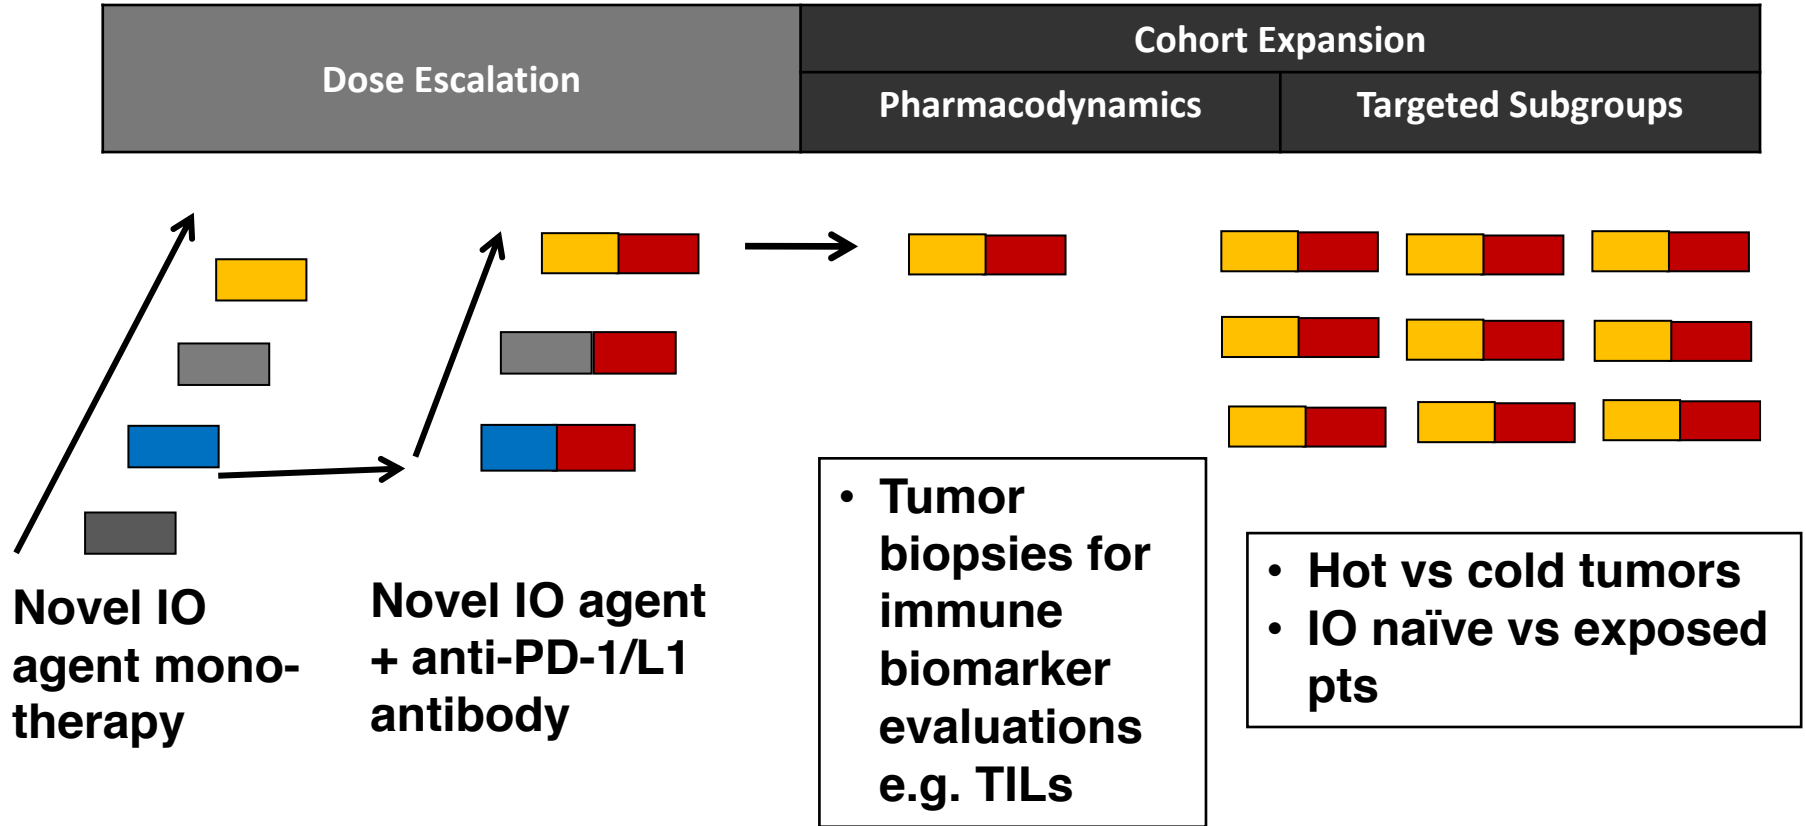 Dose Escalation
Cohort Expansion
Pharmacodynamics
Targeted Subgroups
Novel IO
agent mono-
therapy
Novel IO agent
+ anti-PD-1/L1
antibody
• Tumor
biopsies for
immune
biomarker
evaluations
e.g. TILs
• Hot vs cold tumors
• IO naïve vs exposed
pts